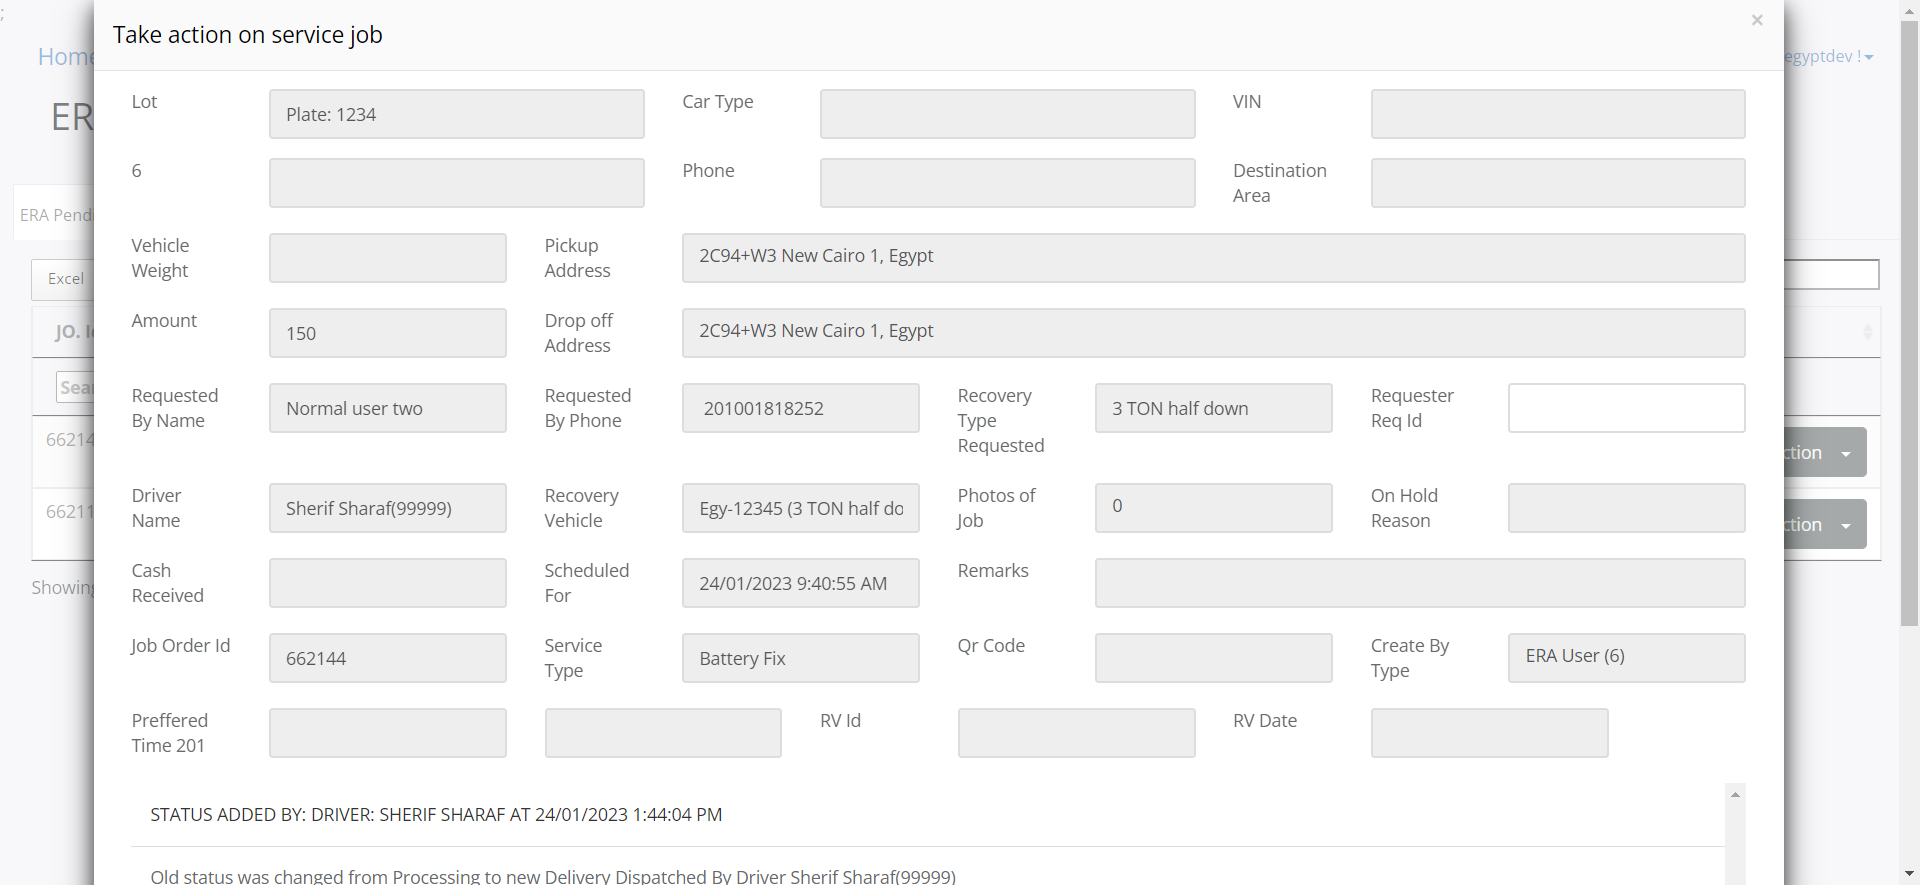 ;
Home
egyptdev !
Take action on service job
×
ER
Lot
Plate: 1234
Car Type
VIN
6
Phone
Destination
Area
ERA Pendi
Vehicle
Weight
Pickup
Address
2C94+W3 New Cairo 1, Egypt
Excel
Amount
150
Drop off
Address
2C94+W3 New Cairo 1, Egypt
JO. I
Sear
Requested
By Name
Normal user two
Requested
By Phone
201001818252
Recovery
Type
Requested
3 TON half down
Requester
Req Id
66214
ction
Driver
Name
Sherif Sharaf(99999)
Recovery
Vehicle
Egy-12345 (3 TON half do
Photos of
Job
0
On Hold
Reason
66211
ction
Cash
Received
Scheduled
For
24/01/2023 9:40:55 AM
Remarks
Showing
Job Order Id
662144
Service
Type
Battery Fix
Qr Code
Create By
Type
ERA User (6)
Preffered
Time 201
RV Id
RV Date
STATUS ADDED BY: DRIVER: SHERIF SHARAF AT 24/01/2023 1:44:04 PM
Old status was changed from Processing to new Delivery Dispatched By Driver Sherif Sharaf(99999)